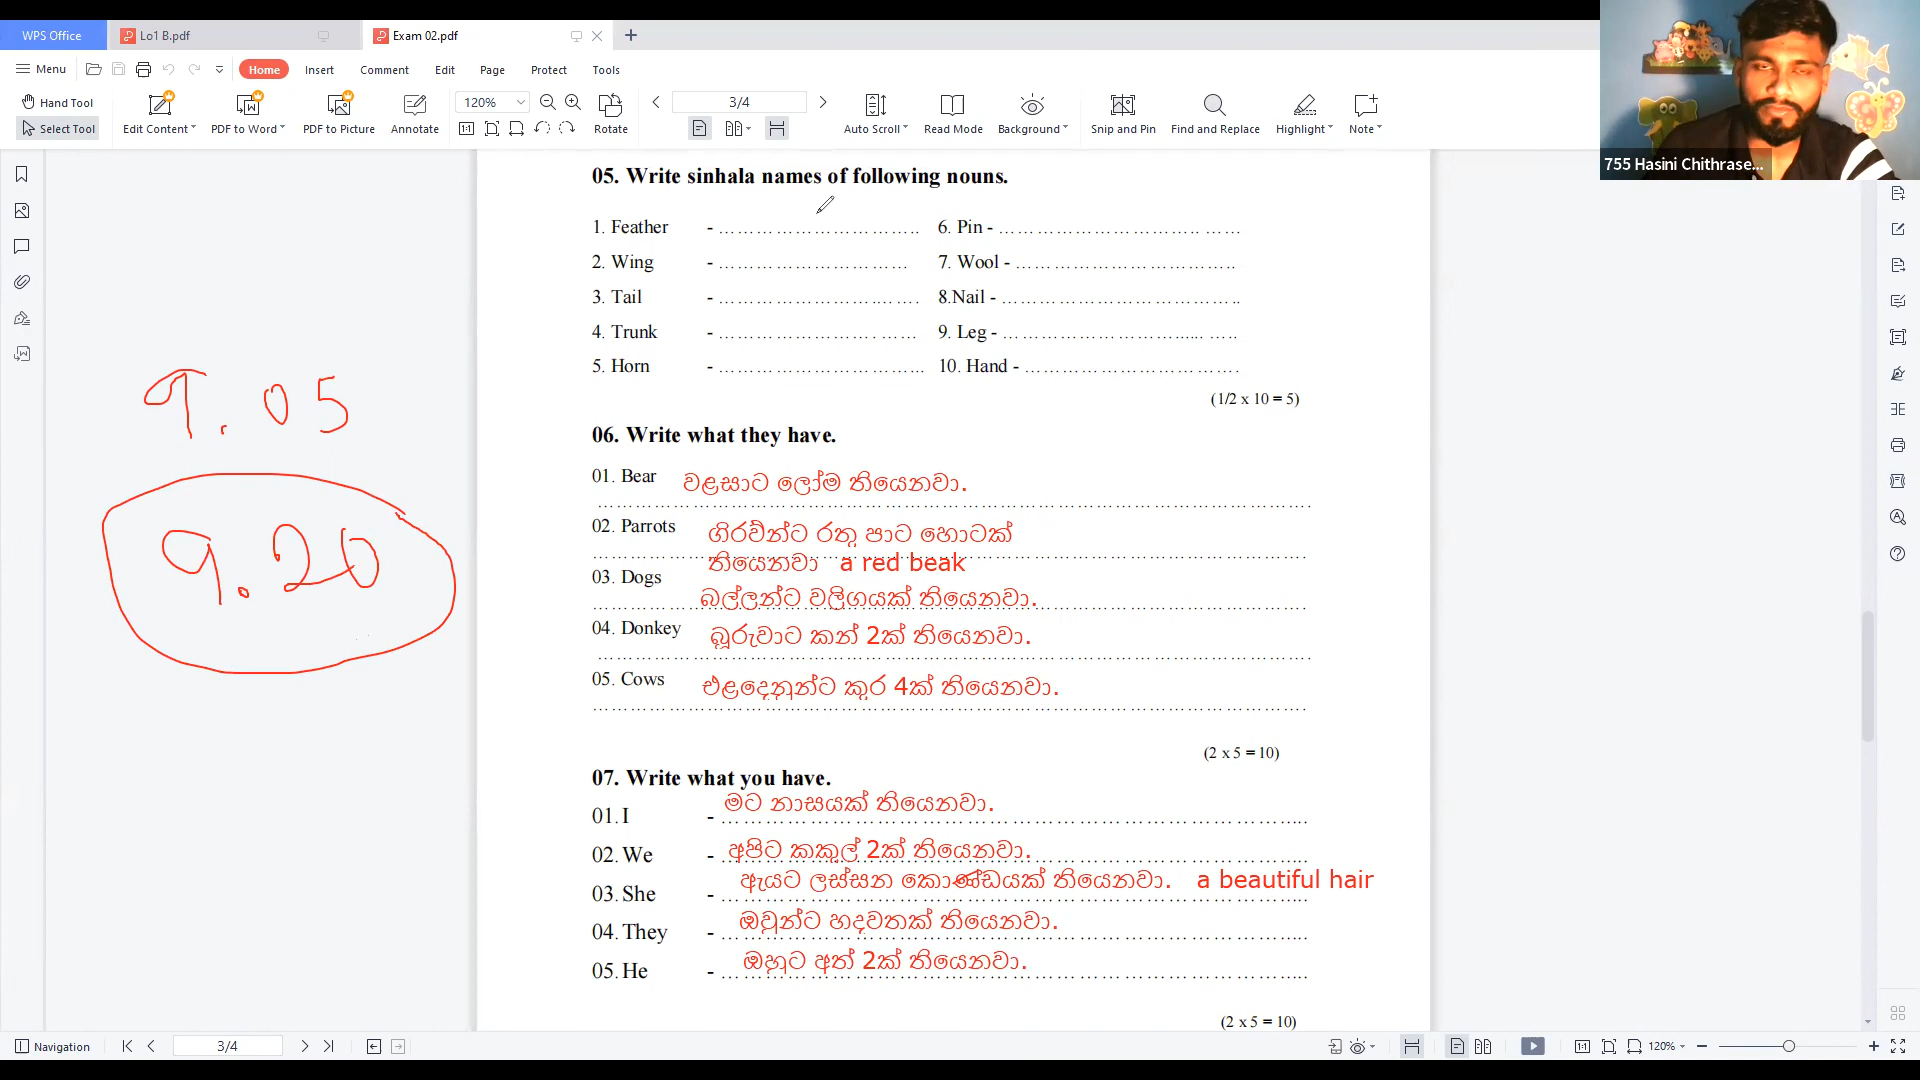 WPS Office
Lo1 B.pdf
Exam 02.pdf
Menu
Home
Insert
Comment
Edit
Page
Protect
Tools
Hand Tool
Select Tool
Edit Content
PDF to Word
PDF to Picture
Annotate
120%
Rotate
3/4
Auto Scroll
Read Mode
Background
Snip and Pin
Find and Replace
Highlight
Note
755 Hasini Chithrase...
05. Write sinhala names of following nouns.
1. Feather - ................................ 6. Pin - ................................
2. Wing - ................................ 7. Wool - ................................
3. Tail - ................................ 8.Nail - ................................
4. Trunk - ................................ 9. Leg - ................................
5. Horn - ................................ 10. Hand - ................................
(1/2 x 10 = 5)
9.05
9.20
06. Write what they have.
01. Bear වළසාට ලෝම තියෙනවා.
02. Parrots ගිරව්න්ට රතු පාට හොටක්
තියෙනවා a red beak
03. Dogs
බල්ලන්ට වලිගයක් තියෙනවා.
04. Donkey බූරුවාට කන් 2ක් තියෙනවා.
05. Cows එළදෙනුන්ට කුර 4ක් තියෙනවා.
(2 x 5 = 10)
07. Write what you have.
01. I - මට නාසයක් තියෙනවා.
02. We - අපිට කකුල් 2ක් තියෙනවා.
03. She - ඇයට ලස්සන කොණ්ඩයක් තියෙනවා. a beautiful hair
04. They - ඔවුන්ට හදවතක් තියෙනවා.
05. He - ඔහුට අත් 2ක් තියෙනවා.
(2 x 5 = 10)
Navigation
3/4
120%